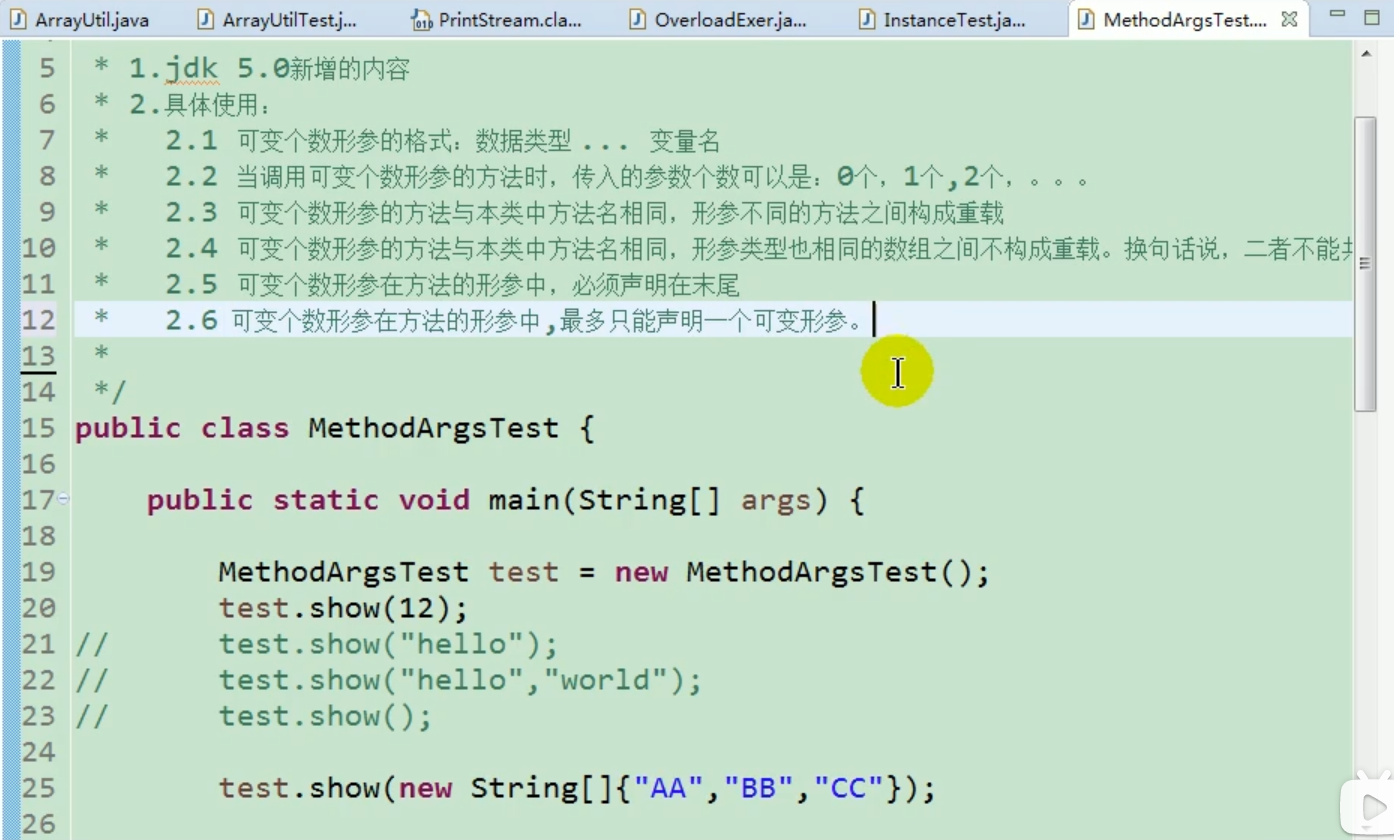 ArrayUtil.java ArrayUtilTest.j... PrintStream.cla... OverloadExer.ja... InstanceTest.ja... MethodArgsTest....
5 * 1.jdk 5.0新增的内容
6 * 2.具体使用：
7 * 2.1 可变个数形参的格式：数据类型 ... 变量名
8 * 2.2 当调用可变个数形参的方法时，传入的参数个数可以是：0个，1个,2个，。。。
9 * 2.3 可变个数形参的方法与本类中方法名相同，形参不同的方法之间构成重载
10 * 2.4 可变个数形参的方法与本类中方法名相同，形参类型也相同的数组之间不构成重载。换句话说，二者不能
11 * 2.5 可变个数形参在方法的形参中，必须声明在末尾
12 * 2.6 可变个数形参在方法的形参中,最多只能声明一个可变形参。
13 *
14 */
15 public class MethodArgsTest {
16
17 public static void main(String[] args) {
18
19 MethodArgsTest test = new MethodArgsTest();
20 test.show(12);
21 // test.show("hello");
22 // test.show("hello","world");
23 // test.show();
24
25 test.show(new String[]{"AA","BB","CC"});
26